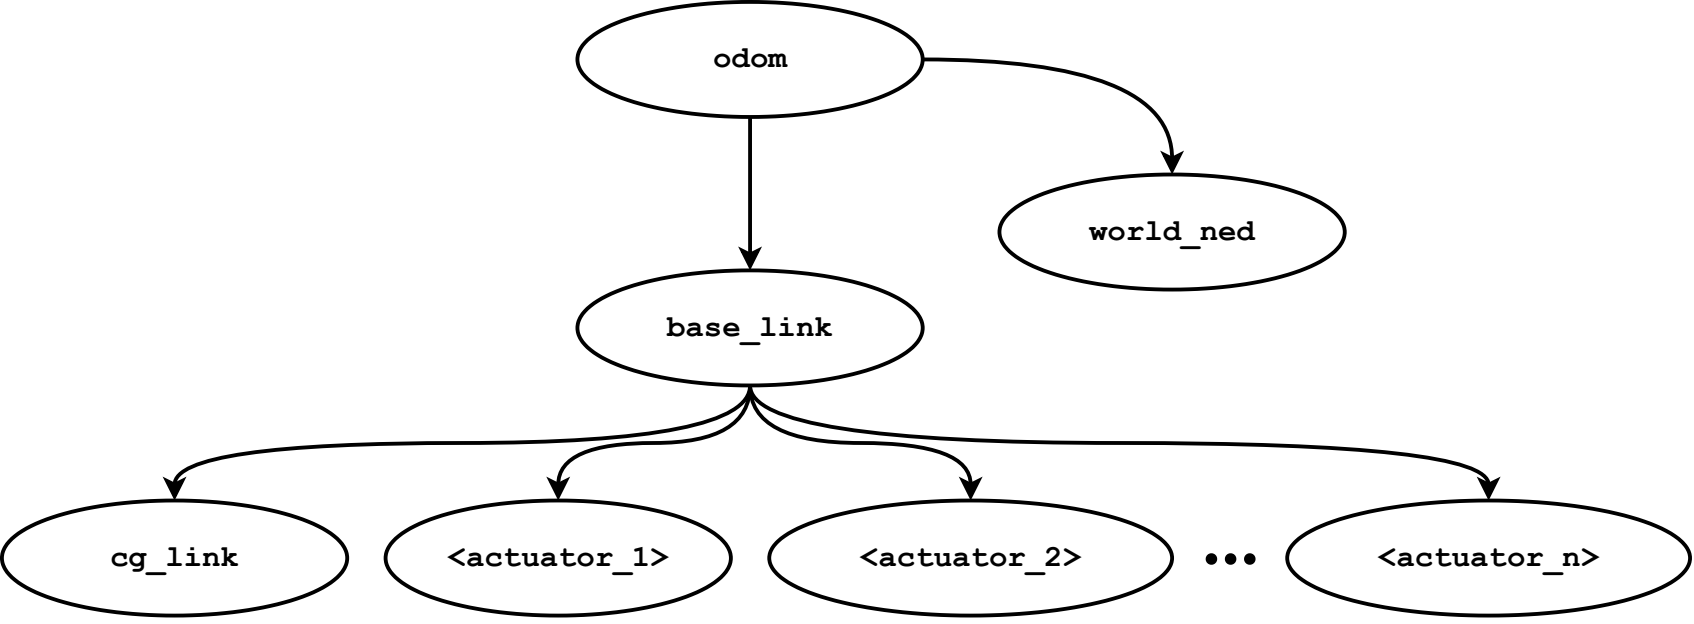 odom
world_ned
base_link
cg_link
<actuator_1>
<actuator_2>
•••
<actuator_n>